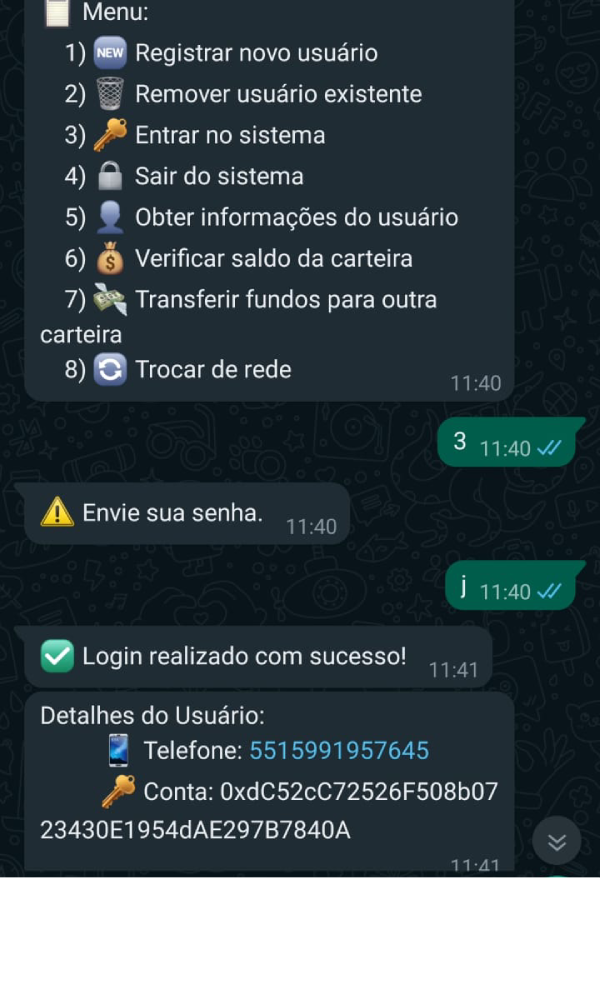 Menu:
1) NEW Registrar novo usuário
2) Remover usuário existente
3) Entrar no sistema
4) Sair do sistema
5) Obter informações do usuário
6) $ Verificar saldo da carteira
7) Transferir fundos para outra
carteira
8) Trocar de rede
11:40
3 11:40
Envie sua senha. 11:40
j 11:40
Login realizado com sucesso! 11:41
Detalhes do Usuário:
Telefone: 5515991957645
Conta: 0xdC52cC72526F508b07
23430E1954dAE297B7840A
11:41